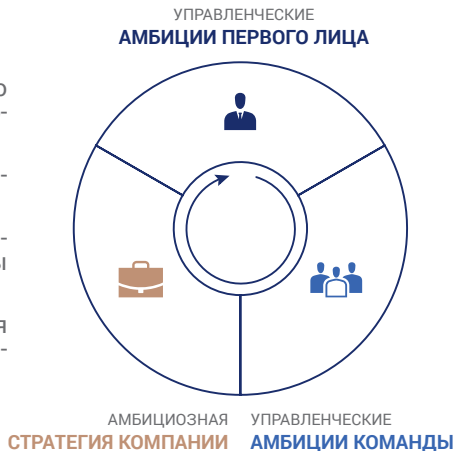 УПРАВЛЕНЧЕСКИЕ
АМБИЦИИ ПЕРВОГО ЛИЦА
АМБИЦИОЗНАЯ
СТРАТЕГИЯ КОМПАНИИ
УПРАВЛЕНЧЕСКИЕ
АМБИЦИИ КОМАНДЫ